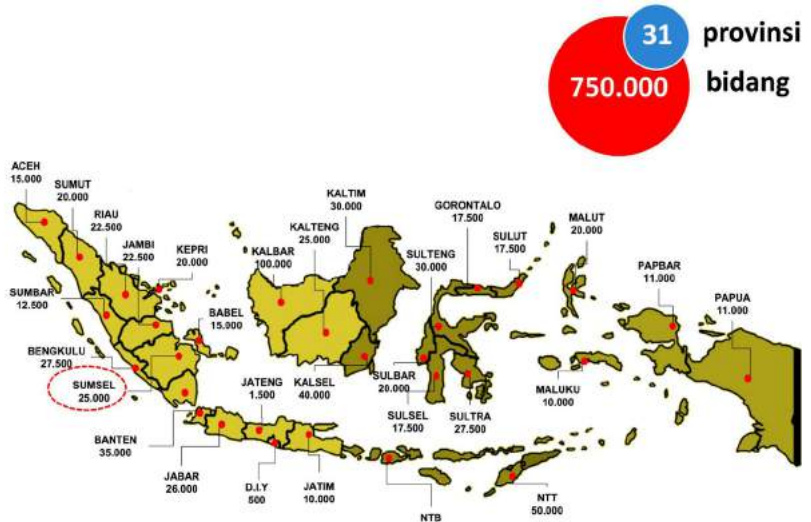 31
provinsi
750.000
bidang
ACEH
15.000
SUMUT
20.000
RIAU
22.500
JAMBI
22.500
KEPRI
20.000
SUMBAR
12.500
BABEL
15.000
BENGKULU
27.500
SUMSEL
25.000
BANTEN
35.000
JABAR
26.000
JATENG
1.500
D.I.Y
500
JATIM
10.000
KALBAR
100.000
KALTENG
25.000
KALTIM
30.000
KALSEL
40.000
GORONTALO
17.500
SULUT
17.500
SULTENG
30.000
SULBAR
20.000
SULSEL
17.500
SULTRA
27.500
MALUT
20.000
MALUKU
10.000
PAPBAR
11.000
PAPUA
11.000
NTB
NTT
50.000